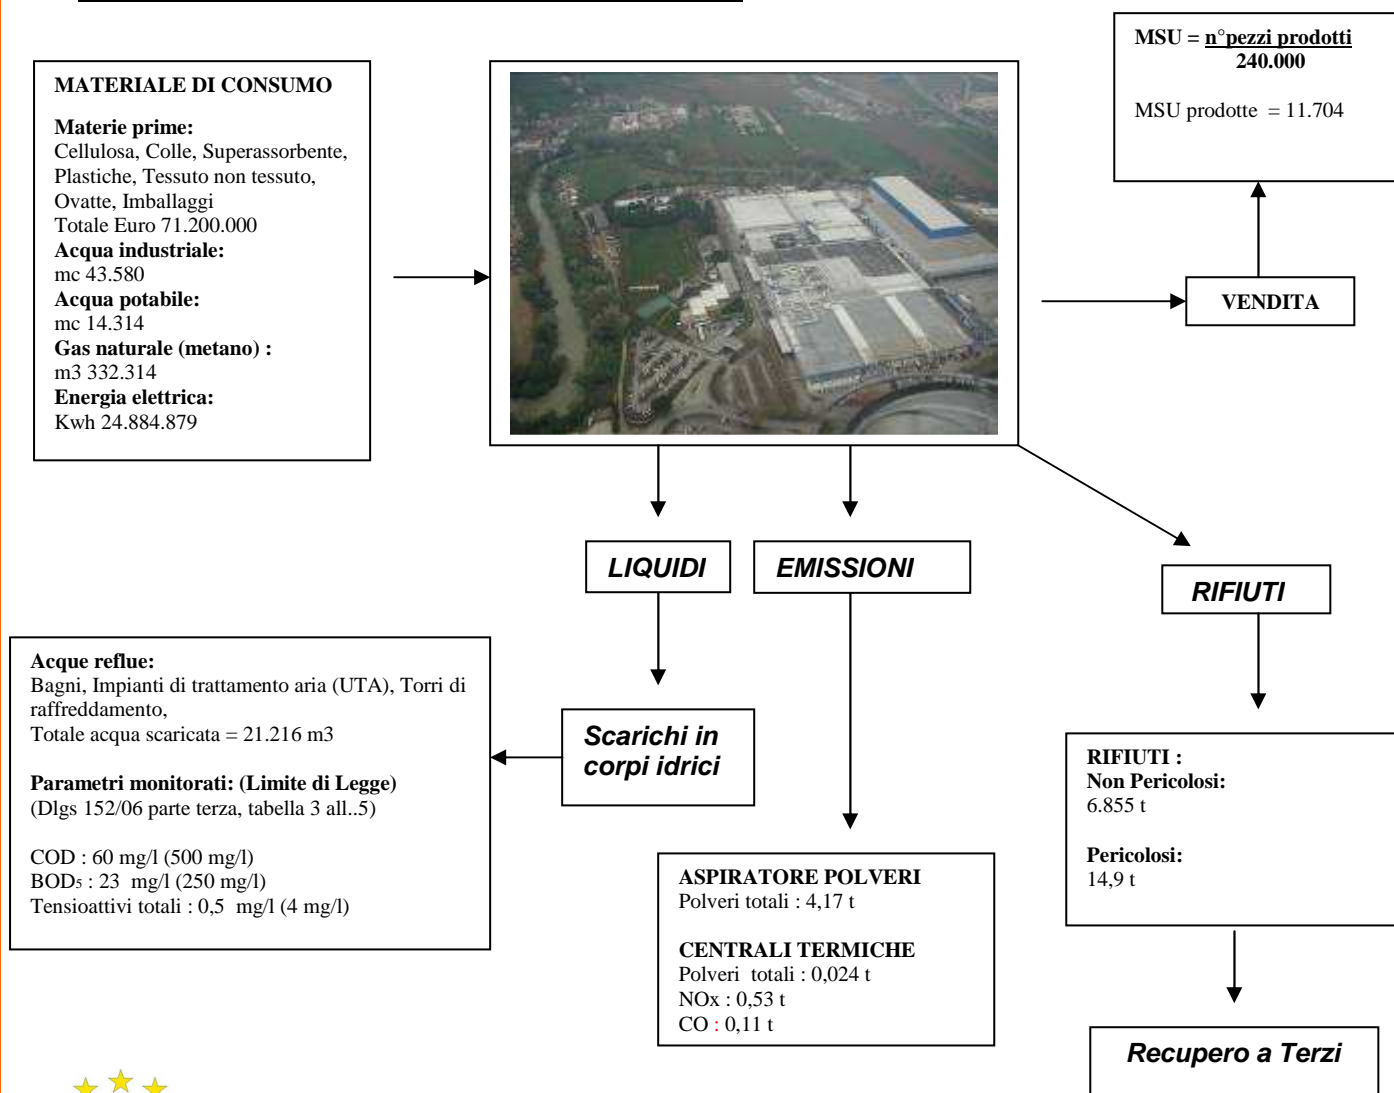 MATERIALE DI CONSUMO
Materie prime:
Cellulosa, Colle, Superassorbente,
Plastiche, Tessuto non tessuto,
Ovatte, Imballaggi
Totale Euro 71.200.000
Acqua industriale:
mc 43.580
Acqua potabile:
mc 14.314
Gas naturale (metano) :
m3 332.314
Energia elettrica:
Kwh 24.884.879
MSU = n°pezzi prodotti
240.000
MSU prodotte = 11.704
VENDITA
LIQUIDI
EMISSIONI
RIFIUTI
Acque reflue:
Bagni, Impianti di trattamento aria (UTA), Torri di
raffreddamento,
Totale acqua scaricata = 21.216 m3
Parametri monitorati: (Limite di Legge)
(Dlgs 152/06 parte terza, tabella 3 all..5)
COD : 60 mg/l (500 mg/l)
BOD5 : 23 mg/l (250 mg/l)
Tensioattivi totali : 0,5 mg/l (4 mg/l)
Scarichi in
corpi idrici
ASPIRATORE POLVERI
Polveri totali : 4,17 t
CENTRALI TERMICHE
Polveri totali : 0,024 t
NOx : 0,53 t
CO : 0,11 t
RIFIUTI :
Non Pericolosi:
6.855 t
Pericolosi:
14,9 t
Recupero a Terzi